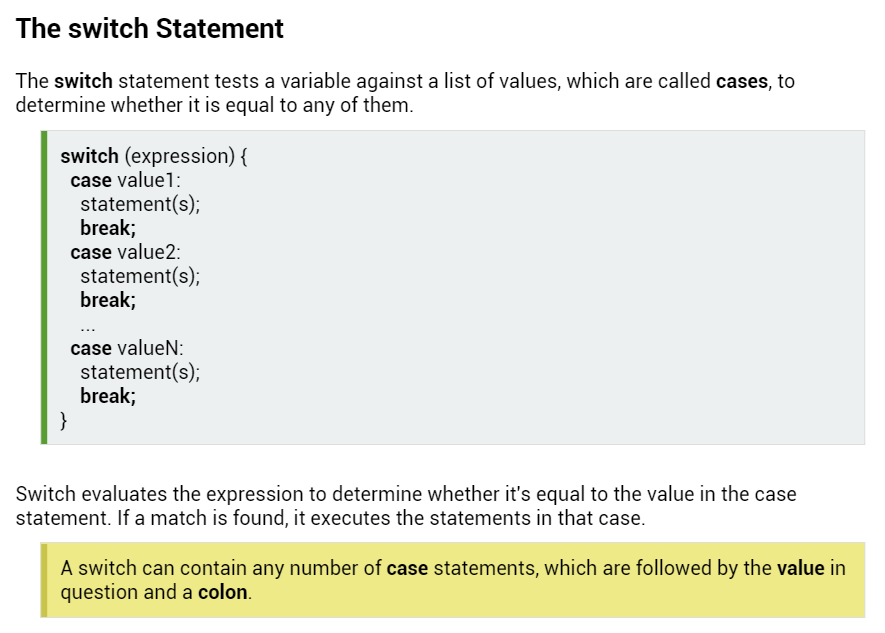 The switch Statement
The switch statement tests a variable against a list of values, which are called cases, to
determine whether it is equal to any of them.
switch (expression) {
case value1:
statement(s);
break;
case value2:
statement(s);
break;
...
case valueN:
statement(s);
break;
}
Switch evaluates the expression to determine whether it's equal to the value in the case
statement. If a match is found, it executes the statements in that case.
A switch can contain any number of case statements, which are followed by the value in
question and a colon.